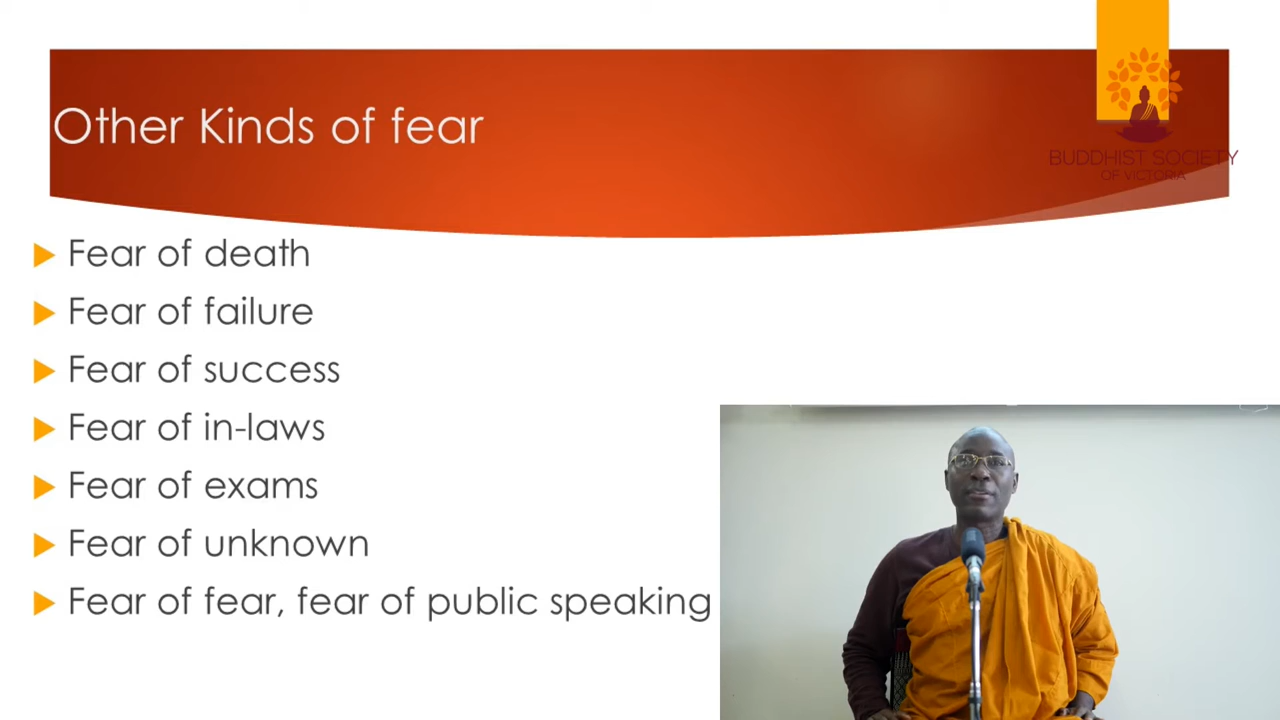 Other Kinds of fear
BUDDHIST SOCIETY
OF VICTORIA
Fear of death
Fear of failure
Fear of success
Fear of in-laws
Fear of exams
Fear of unknown
Fear of fear, fear of public speaking